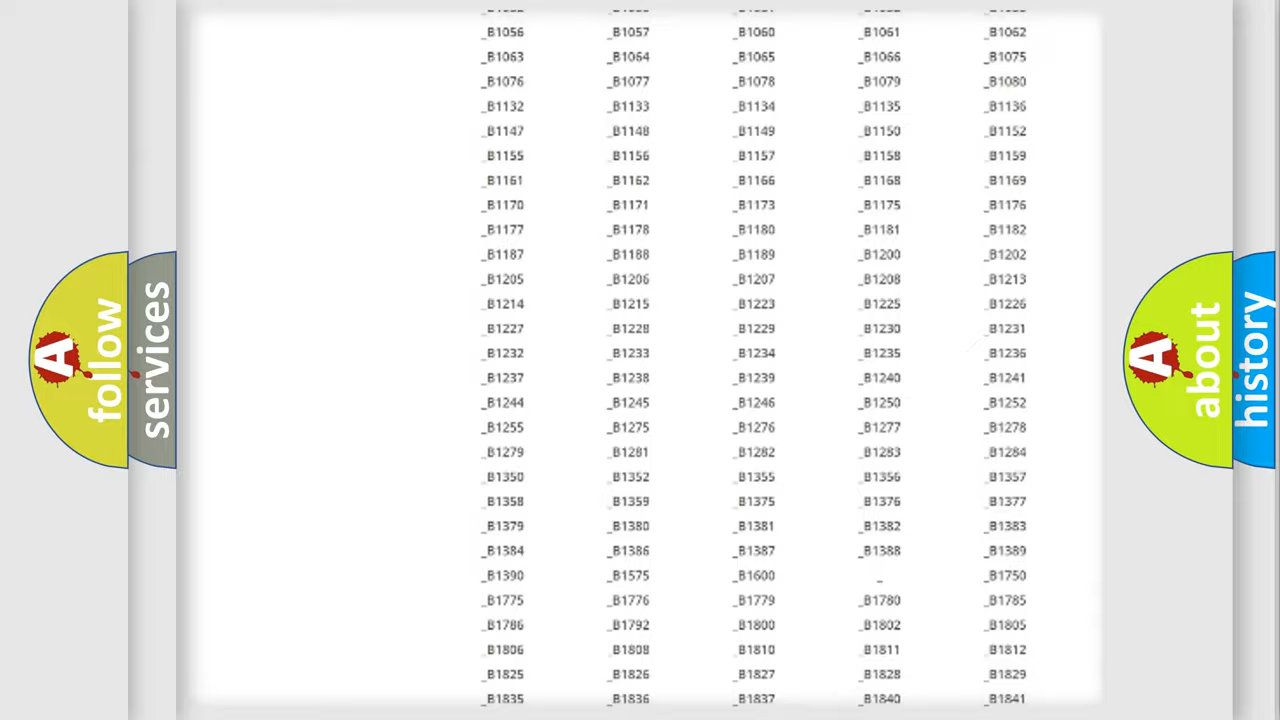 _B1056 _B1057 _B1060 _B1061 _B1062
_B1063 _B1064 _B1065 _B1066 _B1075
_B1076 _B1077 _B1078 _B1079 _B1080
_B1132 _B1133 _B1134 _B1135 _B1136
_B1147 _B1148 _B1149 _B1150 _B1152
_B1155 _B1156 _B1157 _B1158 _B1159
_B1161 _B1162 _B1166 _B1168 _B1169
_B1170 _B1171 _B1173 _B1175 _B1176
_B1177 _B1178 _B1180 _B1181 _B1182
_B1187 _B1188 _B1189 _B1200 _B1202
_B1205 _B1206 _B1207 _B1208 _B1213
_B1214 _B1215 _B1223 _B1225 _B1226
_B1227 _B1228 _B1229 _B1230 _B1231
_B1232 _B1233 _B1234 _B1235 _B1236
_B1237 _B1238 _B1239 _B1240 _B1241
_B1244 _B1245 _B1246 _B1250 _B1252
_B1255 _B1275 _B1276 _B1277 _B1278
_B1279 _B1281 _B1282 _B1283 _B1284
_B1350 _B1352 _B1355 _B1356 _B1357
_B1358 _B1359 _B1375 _B1376 _B1377
_B1379 _B1380 _B1381 _B1382 _B1383
_B1384 _B1386 _B1387 _B1388 _B1389
_B1390 _B1575 _B1600 _ _B1750
_B1775 _B1776 _B1779 _B1780 _B1785
_B1786 _B1792 _B1800 _B1802 _B1805
_B1806 _B1808 _B1810 _B1811 _B1812
_B1825 _B1826 _B1827 _B1828 _B1829
_B1835 _B1836 _B1837 _B1840 _B1841
A follow
services
A about
history